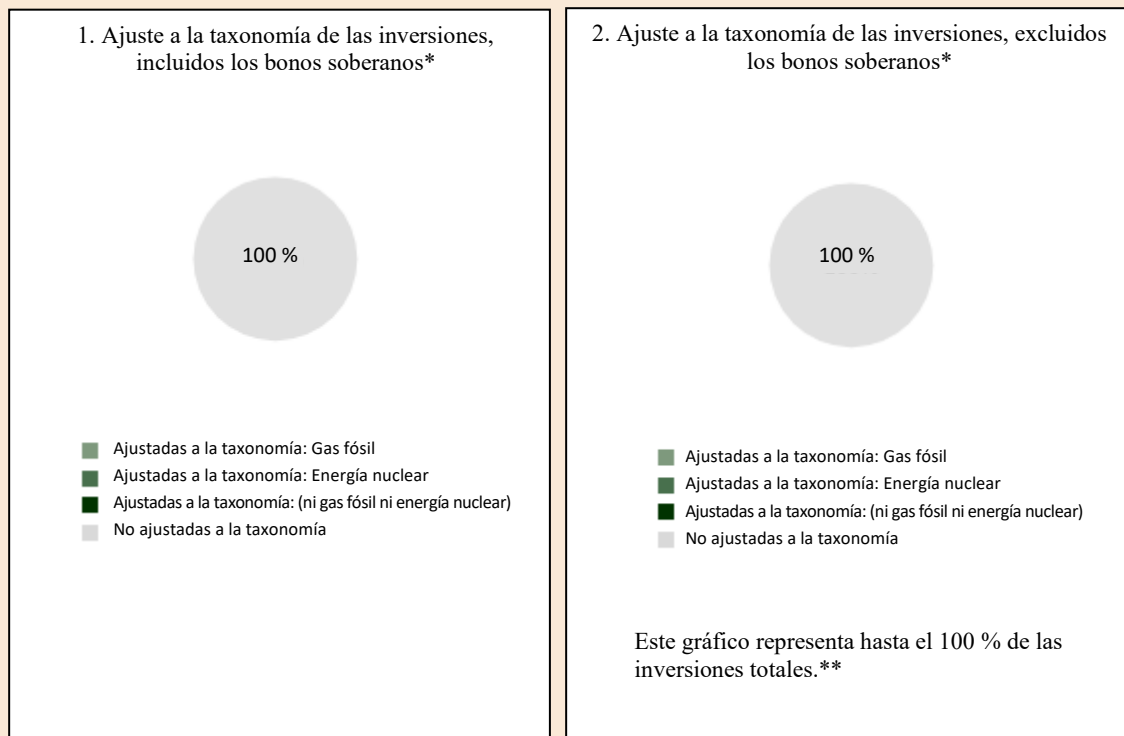 1. Ajuste a la taxonomía de las inversiones,
incluidos los bonos soberanos*
100 %
Ajustadas a la taxonomía: Gas fósil
Ajustadas a la taxonomía: Energía nuclear
Ajustadas a la taxonomía: (ni gas fósil ni energía nuclear)
No ajustadas a la taxonomía
2. Ajuste a la taxonomía de las inversiones, excluidos
los bonos soberanos*
100 %
Ajustadas a la taxonomía: Gas fósil
Ajustadas a la taxonomía: Energía nuclear
Ajustadas a la taxonomía: (ni gas fósil ni energía nuclear)
No ajustadas a la taxonomía
Este gráfico representa hasta el 100 % de las
inversiones totales.**